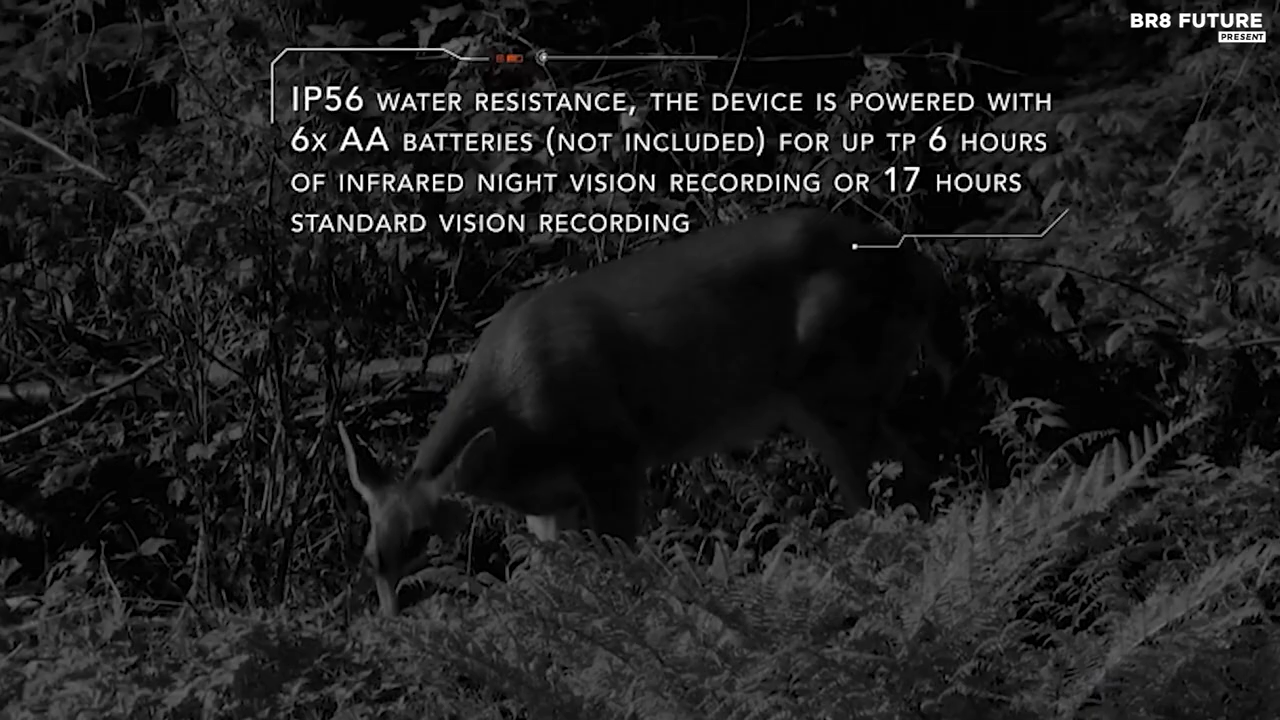 BR8 FUTURE
PRESENT
IP56 WATER RESISTANCE, THE DEVICE IS POWERED WITH
6X AA BATTERIES (NOT INCLUDED) FOR UP TP 6 HOURS
OF INFRARED NIGHT VISION RECORDING OR 17 HOURS
STANDARD VISION RECORDING